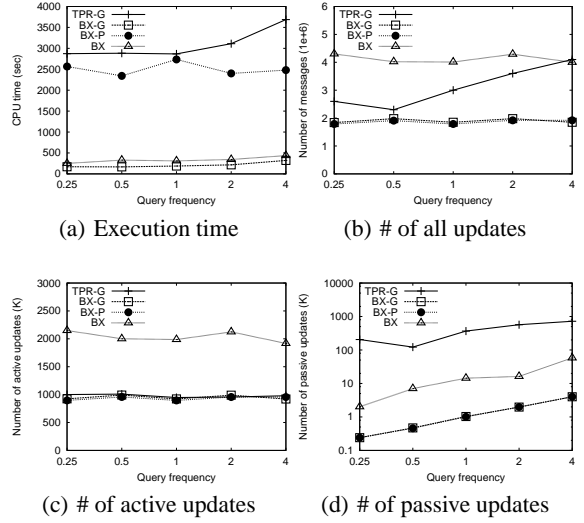 CPU time (sec)
4000
3500
3000
2500
2000
1500
1000
500
0
TPR-G
BX-G
BX-P
BX
0.25 0.5 1 2 4
Query frequency
(a) Execution time
Number of messages (1e+6)
6
5
4
3
2
1
0
TPR-G
BX-G
BX-P
BX
0.25 0.5 1 2 4
Query frequency
(b) # of all updates
Number of active updates (K)
3000
2500
2000
1500
1000
500
0
TPR-G
BX-G
BX-P
BX
0.25 0.5 1 2 4
Query frequency
(c) # of active updates
Number of passive updates (K)
10000
1000
100
10
1
0.1
TPR-G
BX-G
BX-P
BX
0.25 0.5 1 2 4
Query frequency
(d) # of passive updates